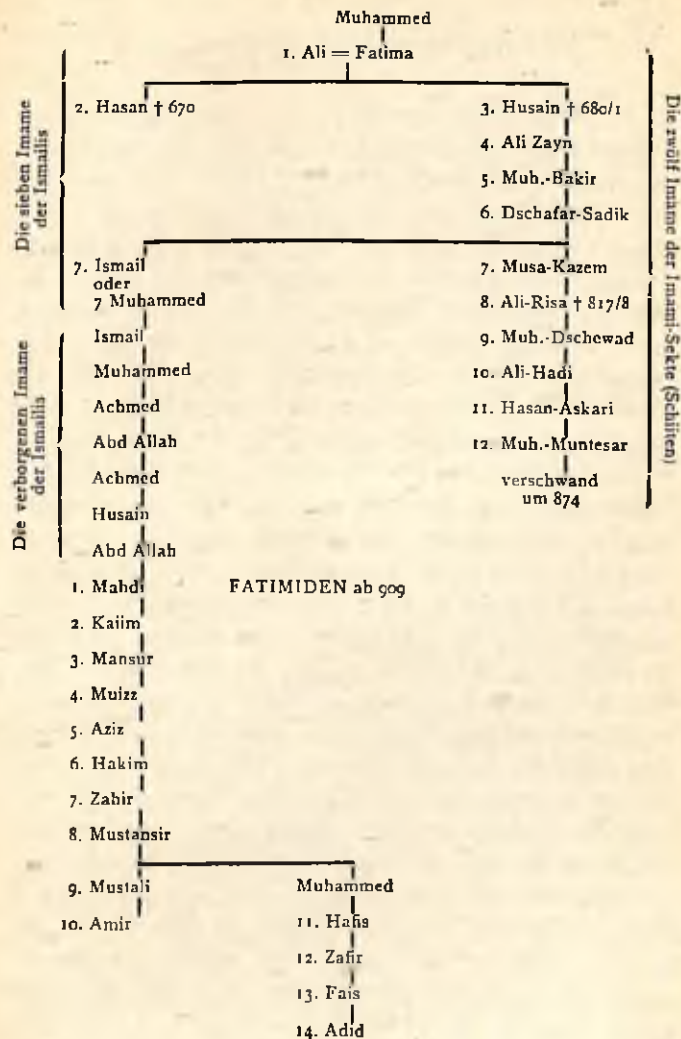 Muhammed
1. Ali = Fatima
2. Hasan † 670
3. Husain † 680/1
4. Ali Zayn
5. Muh.-Bakir
6. Dschafar-Sadik
Die sieben Imame
der Ismailis
7. Ismail
oder
7 Muhammed
7. Musa-Kazem
8. Ali-Risa † 817/8
9. Muh.-Dschewad
10. Ali-Hadi
11. Hasan-Askari
12. Muh.-Muntesar
verschwand
um 874
Die zwölf Imame der Imami-Sekte (Schiiten)
Ismail
Muhammed
Achmed
Abd Allah
Achmed
Husain
Abd Allah
Die verborgenen Imame
der Ismailis
1. Mahdi
FATIMIDEN ab 909
2. Kaiim
3. Mansur
4. Muizz
5. Aziz
6. Hakim
7. Zahir
8. Mustansir
9. Mustali
10. Amir
Muhammed
11. Hafis
12. Zafir
13. Fais
14. Adid